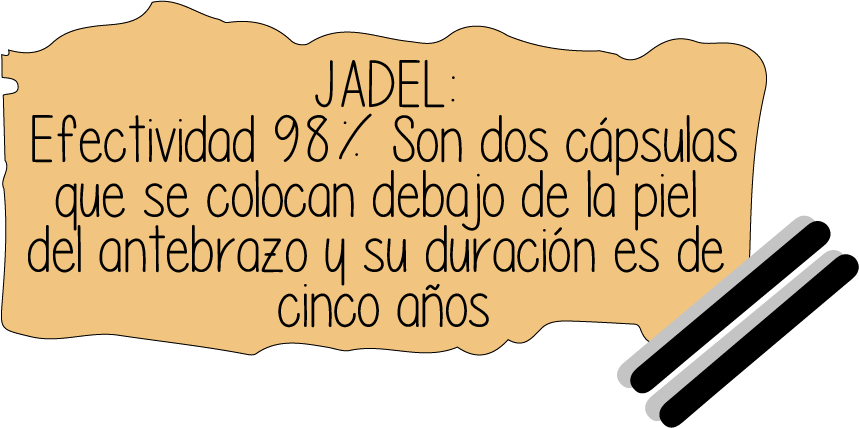 JADEL:
Efectividad 98% Son dos cápsulas
que se colocan debajo de la piel
del antebrazo y su duración es de
cinco años